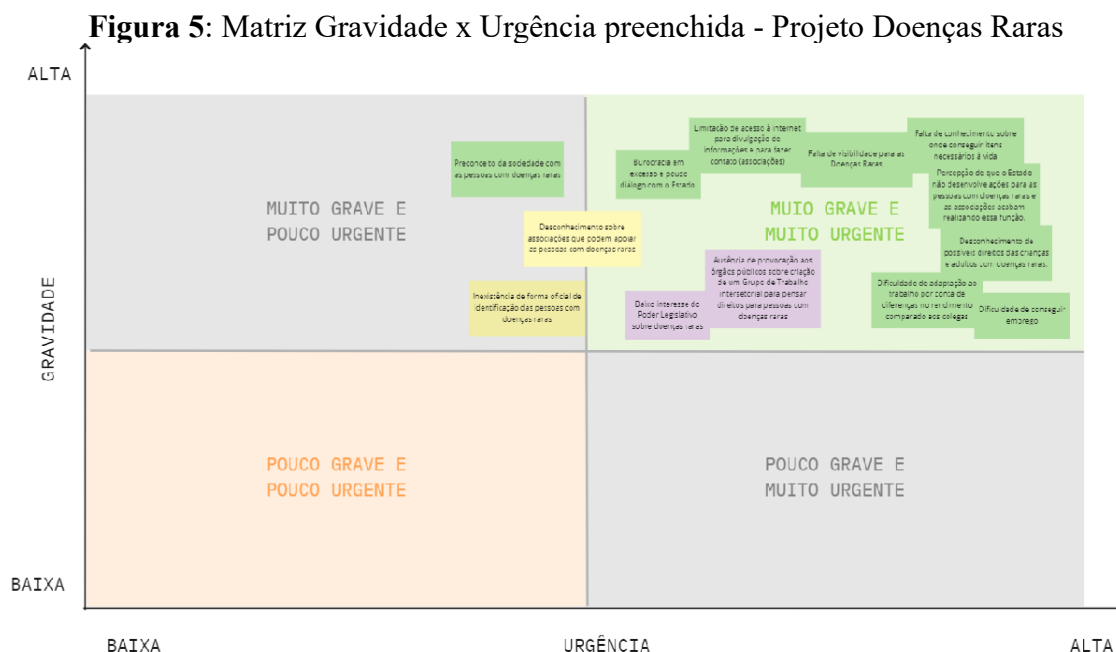 Figura 5: Matriz Gravidade x Urgência preenchida - Projeto Doenças Raras
ALTA
GRAVIDADE
BAIXA
MUITO GRAVE E
POUCO URGENTE
Preconceito da sociedade com
as pessoas com doenças raras
Desconhecimento sobre
associações que podem apoiar
as pessoas com doenças raras
Inexistência de forma oficial de
identificação das pessoas com
doenças raras
MUIO GRAVE E
MUITO URGENTE
Burocracia em
excesso e pouco
diálogo com o Estado
Limitação de acesso à internet
para divulgação de
informações e para fazer
contato (associações)
Falta de visibilidade para as
Doenças Raras
Falta de conhecimento sobre
onde conseguir itens
necessários à vida
Percepção de que o Estado
não desenvolve ações para as
pessoas com doenças raras e
as associações acabam
realizando essa função.
Desconhecimento de
possíveis direitos das crianças
e adultos com doenças raras.
Ausência de provocação aos
órgãos públicos sobre criação
de um Grupo de Trabalho
intersetorial para pensar
direitos para pessoas com
doenças raras
Baixo interesse do
Poder Legislativo
sobre doenças raras
Dificuldade de adaptação ao
trabalho por conta de
diferenças no rendimento
comparado aos colegas
Dificuldade de conseguir
emprego
POUCO GRAVE E
POUCO URGENTE
POUCO GRAVE E
MUITO URGENTE
BAIXA
URGÊNCIA
ALTA